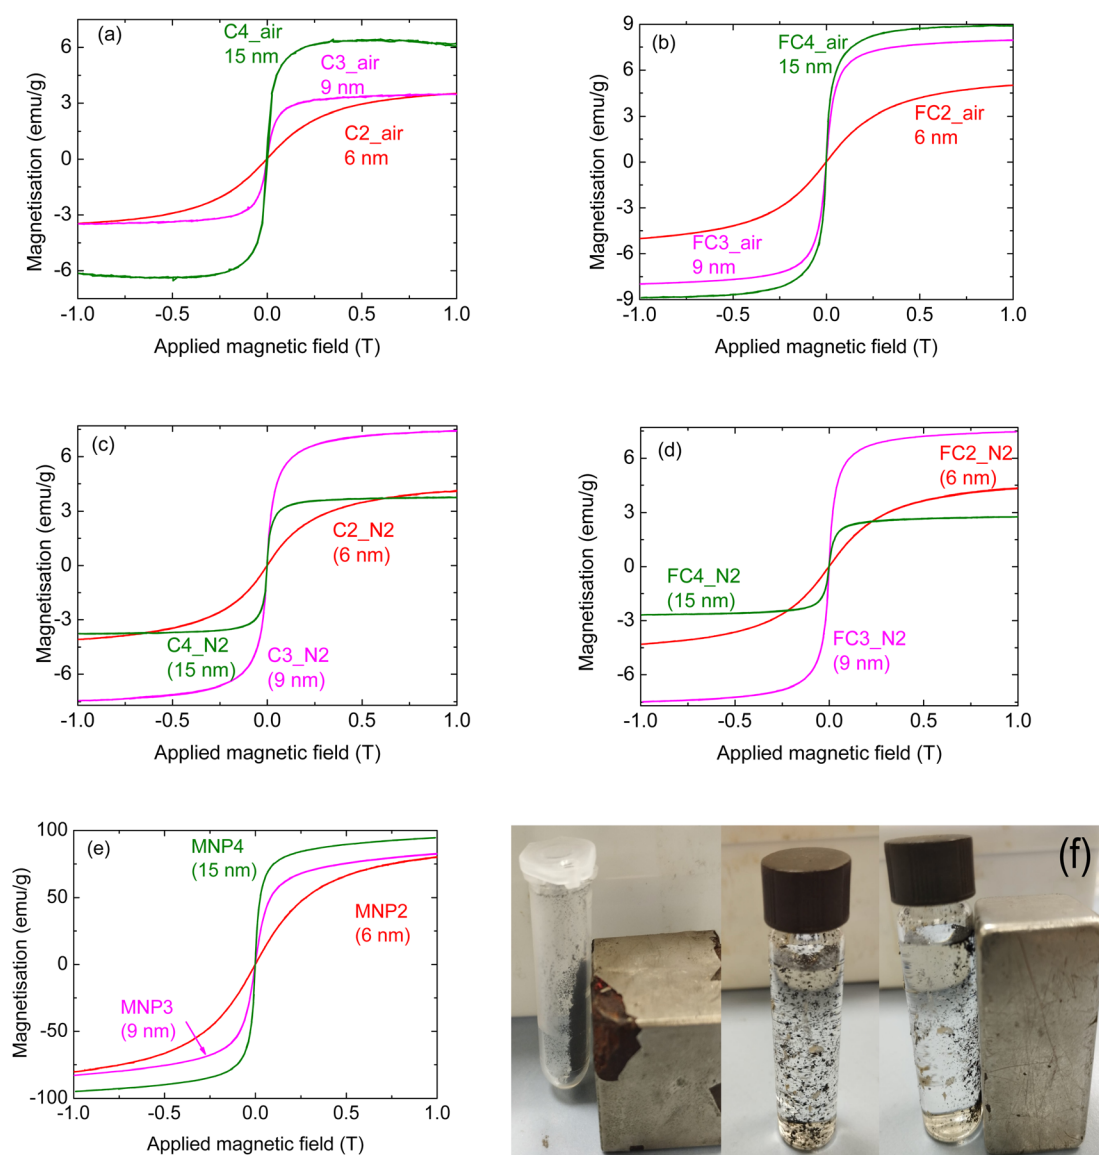 (a)
C4_air
15 nm
C3_air
9 nm
C2_air
6 nm
6
3
0
-3
-6
-1.0 -0.5 0.0 0.5 1.0
Magnetisation (emu/g)
Applied magnetic field (T)
(b)
FC4_air
15 nm
FC2_air
6 nm
FC3_air
9 nm
9
6
3
0
-3
-6
-9
-1.0 -0.5 0.0 0.5 1.0
Magnetisation (emu/g)
Applied magnetic field (T)
(c)
C2_N2
(6 nm)
C4_N2
(15 nm)
C3_N2
(9 nm)
6
3
0
-3
-6
-1.0 -0.5 0.0 0.5 1.0
Magnetisation (emu/g)
Applied magnetic field (T)
(d)
FC2_N2
(6 nm)
FC4_N2
(15 nm)
FC3_N2
(9 nm)
6
3
0
-3
-6
-1.0 -0.5 0.0 0.5 1.0
Magnetisation (emu/g)
Applied magnetic field (T)
(e)
MNP4
(15 nm)
MNP2
(6 nm)
MNP3
(9 nm)
100
50
0
-50
-100
-1.0 -0.5 0.0 0.5 1.0
Magnetisation (emu/g)
Applied magnetic field (T)
(f)